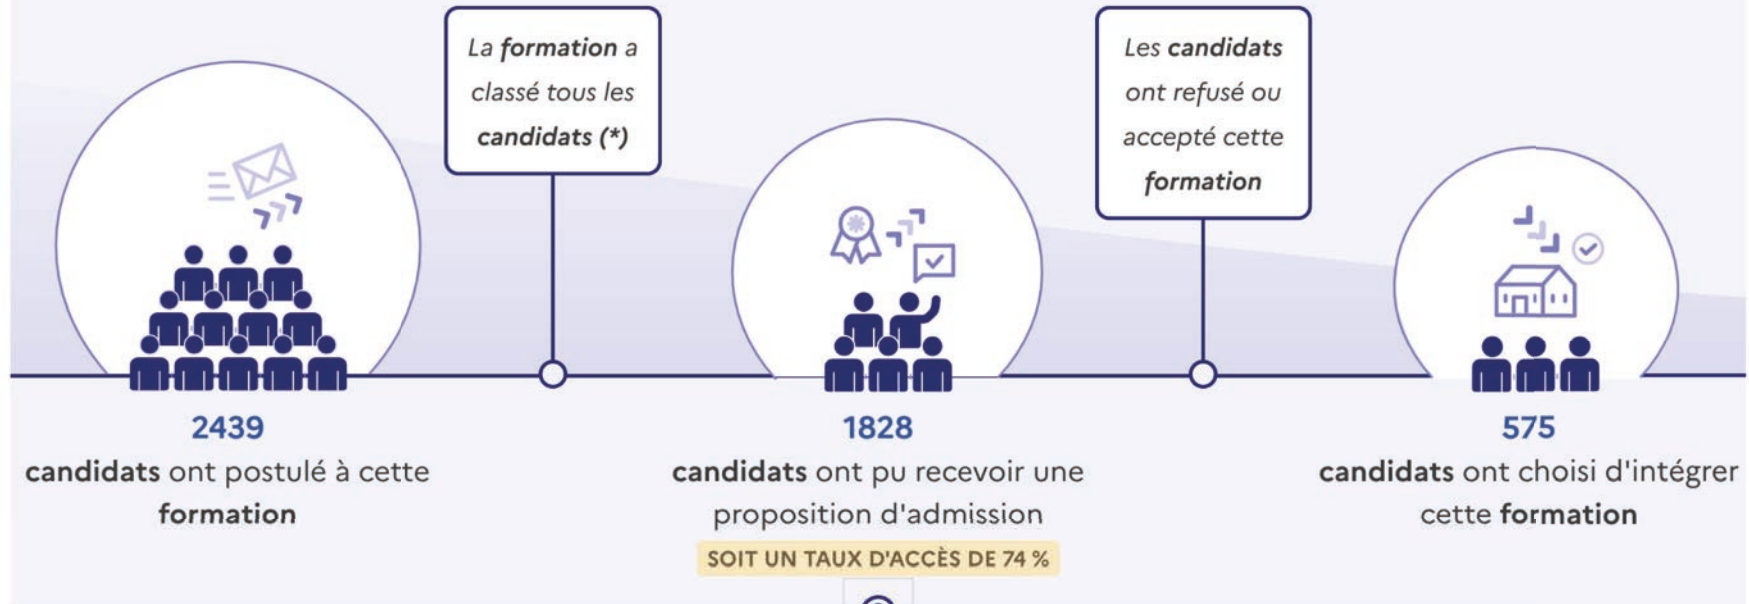 La formation a
classé tous les
candidats (*)
Les candidats
ont refusé ou
accepté cette
formation
2439
candidats ont postulé à cette
formation
1828
candidats ont pu recevoir une
proposition d'admission
SOIT UN TAUX D'ACCÈS DE 74 %
575
candidats ont choisi d'intégrer
cette formation